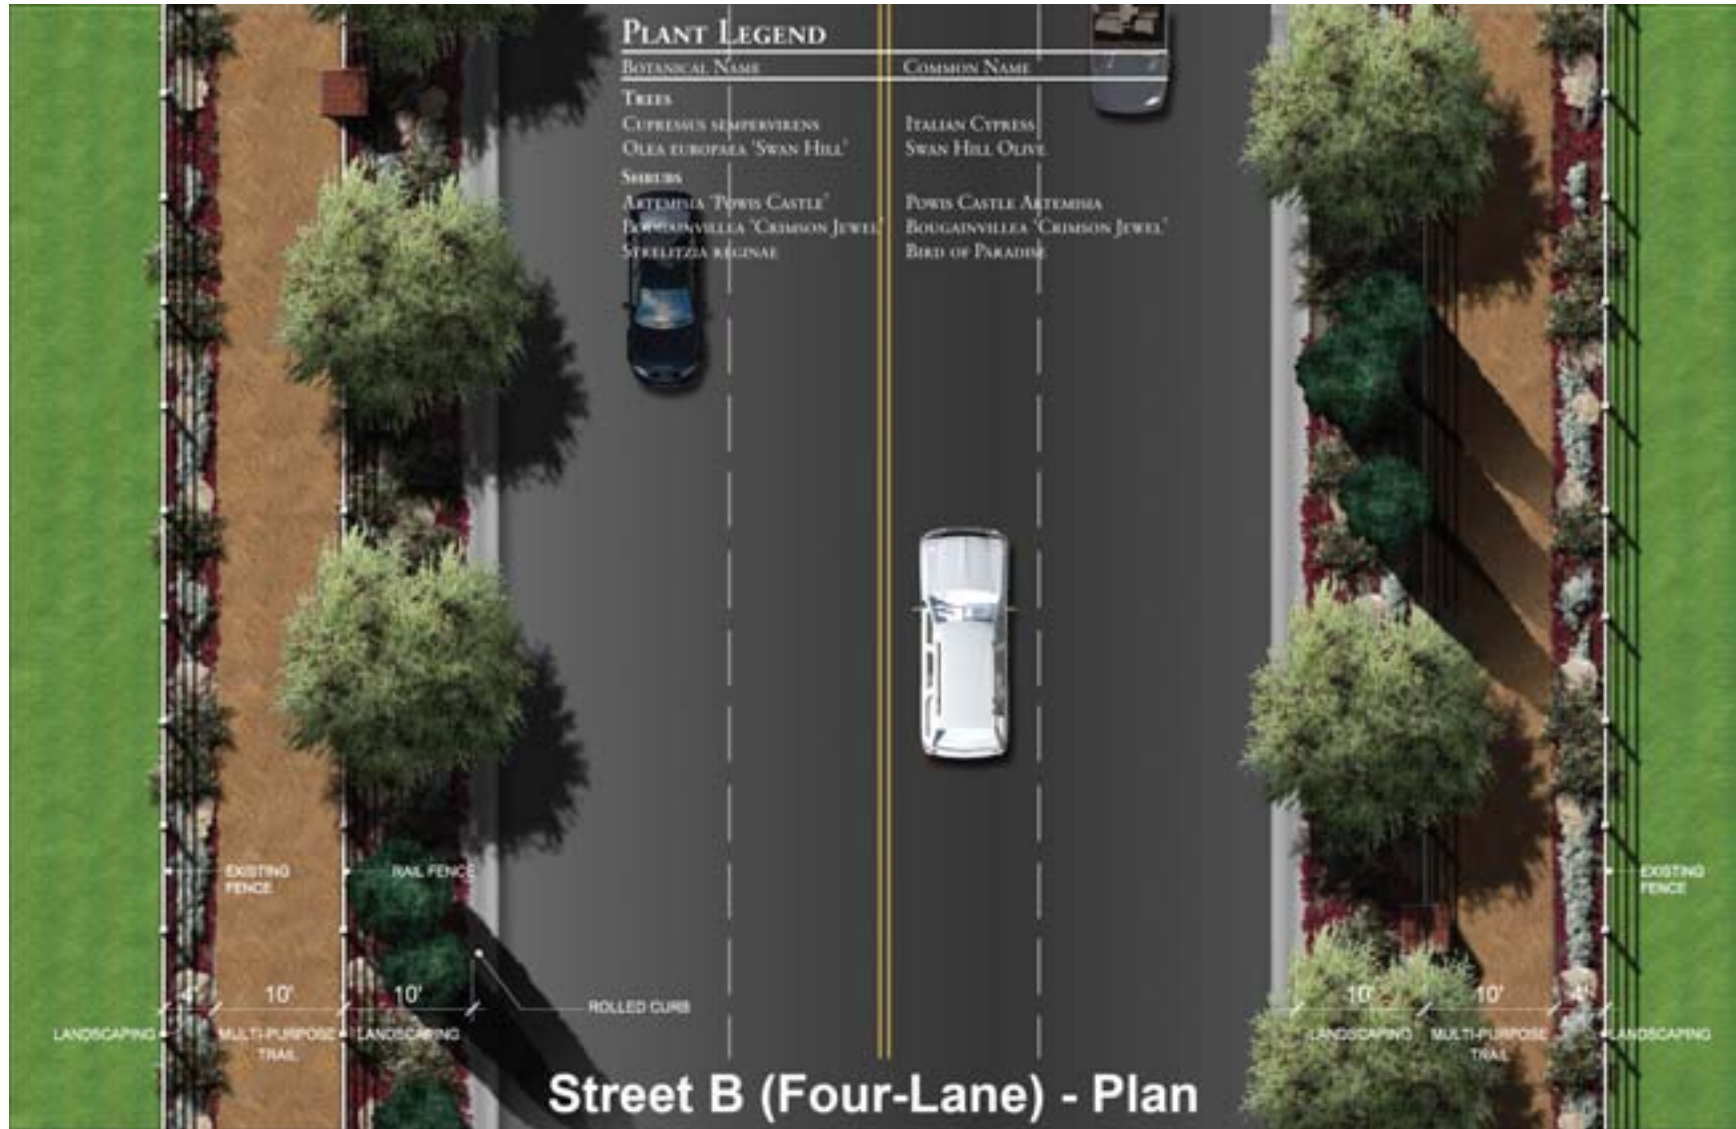 PLANT LEGEND
BOTANICAL NAME COMMON NAME
TREES
CUPRESSUS SEMPERVIRENS ITALIAN CYPRESS
OLEA EUROPAEA 'SWAN HILL' SWAN HILL OLIVE
SHRUBS
ARTEMISIA 'POWIS CASTLE' POWIS CASTLE ARTEMISIA
BOUGAINVILLEA 'CRIMSON JEWEL' BOUGAINVILLEA 'CRIMSON JEWEL'
STRELITZIA REGINAE BIRD OF PARADISE
EXISTING
FENCE
RAIL FENCE
EXISTING
FENCE
4' 10' 10'
10' 10' 4'
ROLLED CURB
LANDSCAPING MULTI-PURPOSE
TRAIL
LANDSCAPING
LANDSCAPING MULTI-PURPOSE
TRAIL
LANDSCAPING
Street B (Four-Lane) - Plan